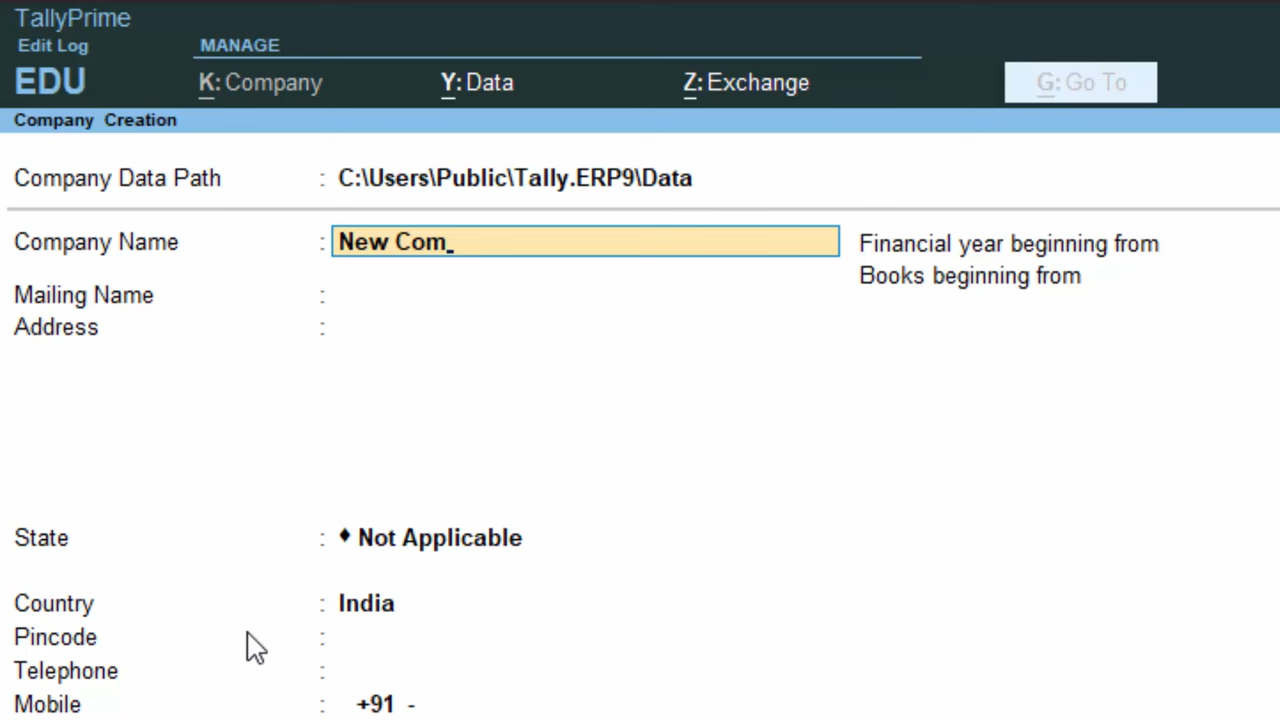 TallyPrime
Edit Log
EDU
MANAGE
K: Company
Y: Data
Z: Exchange
G: Go To
Company Creation
Company Data Path : C:\Users\Public\Tally.ERP9\Data
Company Name : New Com_
Financial year beginning from
Books beginning from
Mailing Name :
Address :
State : ♦ Not Applicable
Country : India
Pincode :
Telephone :
Mobile : +91 -